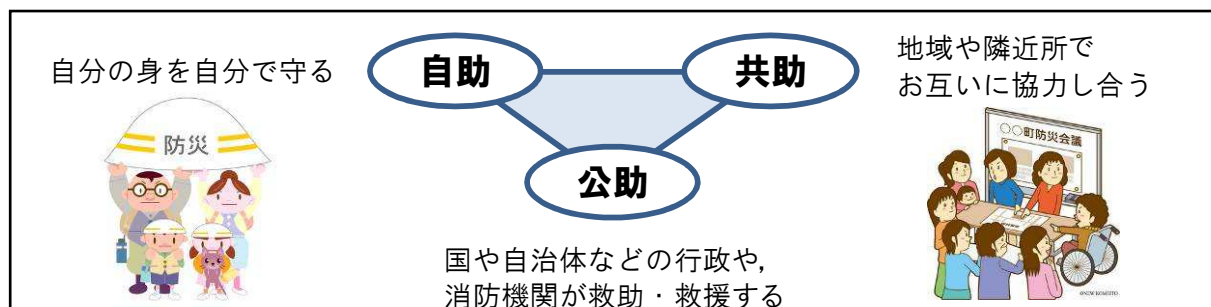 自助
共助
公助
自分の身を自分で守る
防災
地域や隣近所で
お互いに協力し合う
○○町防災会議
©NEW KOMEITO
国や自治体などの行政や,
消防機関が救助・救援する